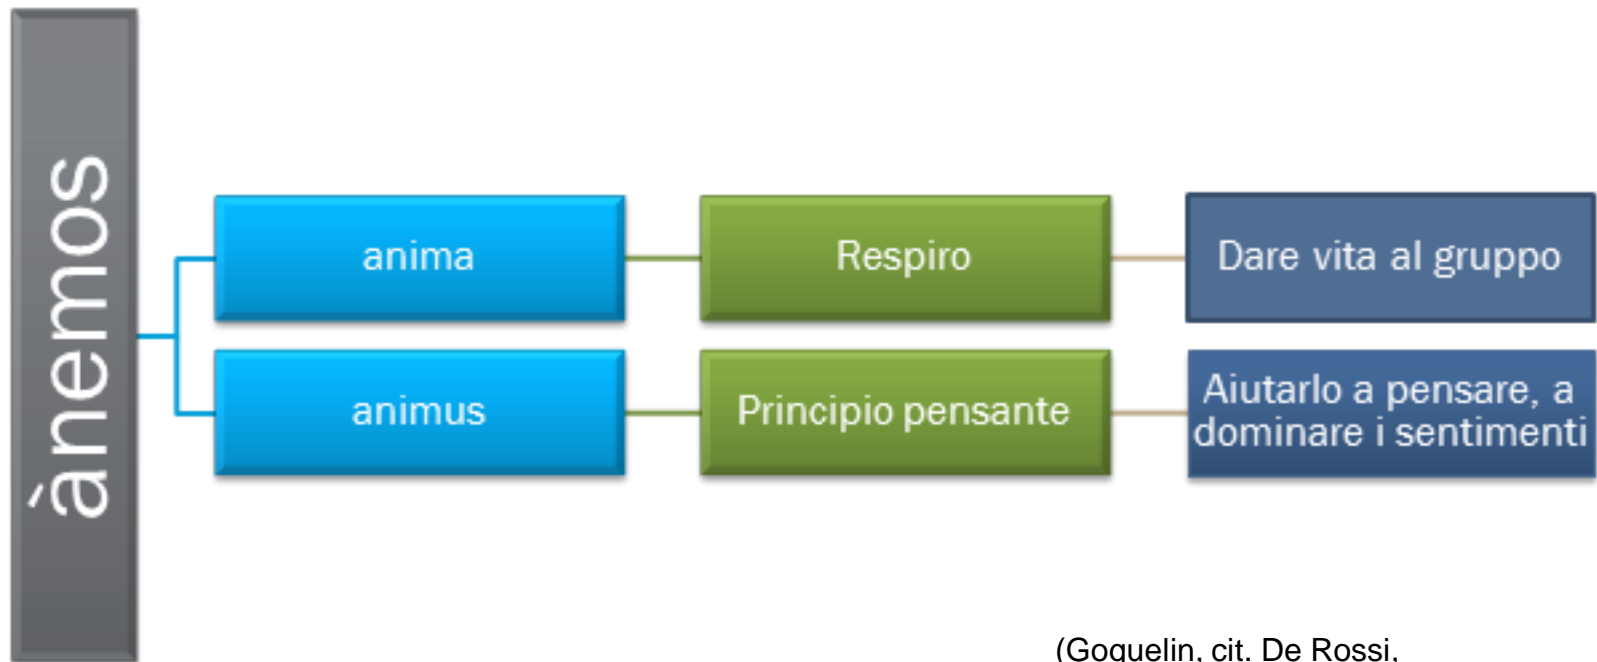 ànemos
anima
Respiro
Dare vita al gruppo
animus
Principio pensante
Aiutarlo a pensare, a
dominare i sentimenti
(Goguelin, cit. De Rossi,